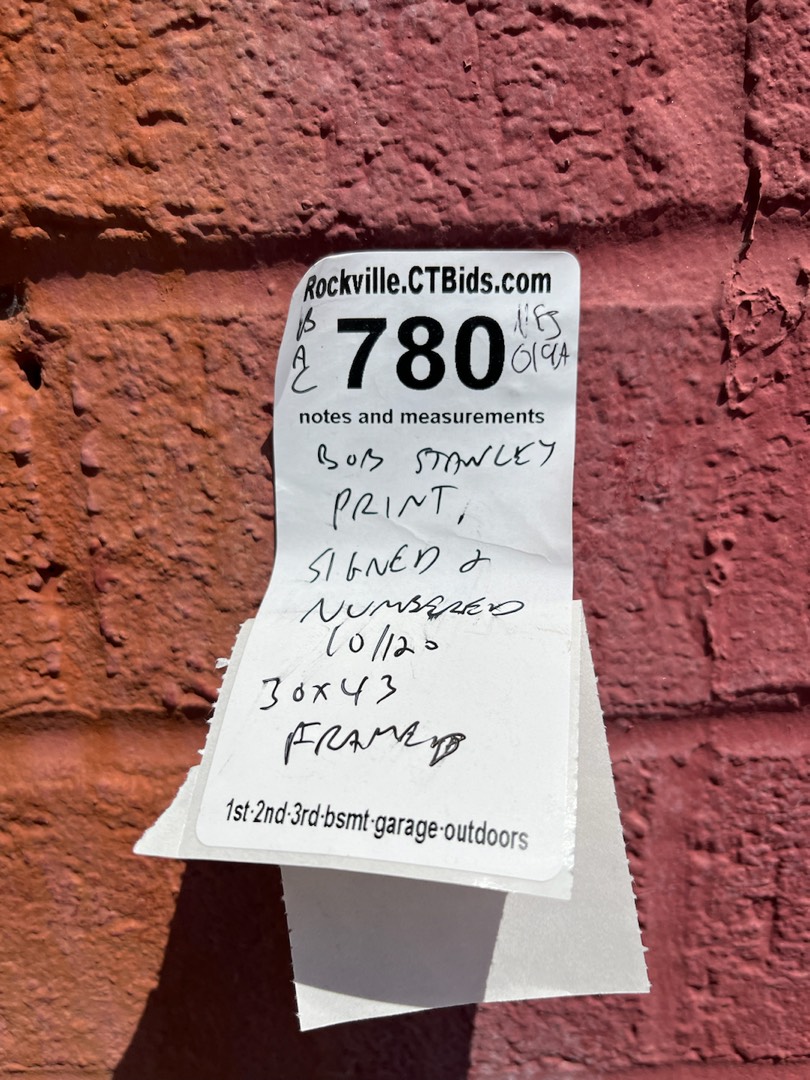 Rockville.CTBids.com
B
A
C
780
019A
notes and measurements
BOB STANLEY
PRINT,
SIGNED &
NUMBERED
10/120
30x43
FRAMED
1st·2nd·3rd·bsmt·garage·outdoors